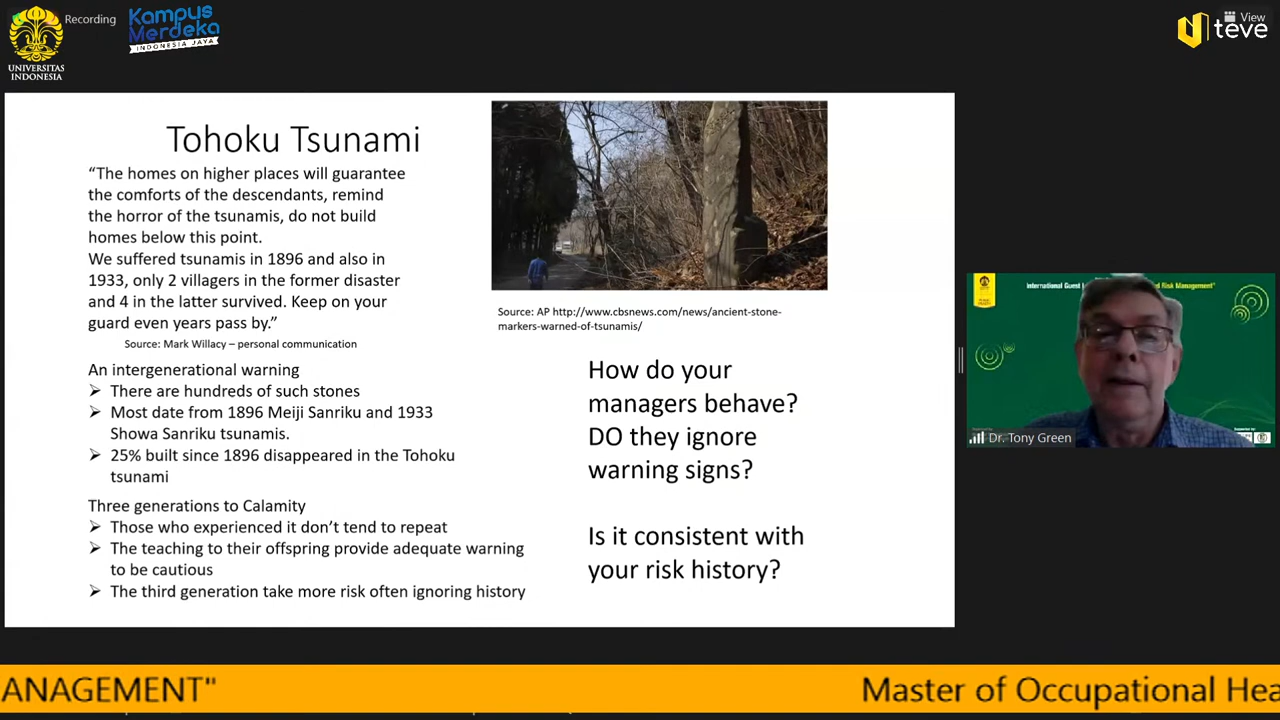 Recording
Kampus
Merdeka
INDONESIA JAYA
UNIVERSITAS
INDONESIA
View
teve
Tohoku Tsunami
“The homes on higher places will guarantee
the comforts of the descendants, remind
the horror of the tsunamis, do not build
homes below this point.
We suffered tsunamis in 1896 and also in
1933, only 2 villagers in the former disaster
and 4 in the latter survived. Keep on your
guard even years pass by.”
Source: Mark Willacy – personal communication
An intergenerational warning
There are hundreds of such stones
Most date from 1896 Meiji Sanriku and 1933
Showa Sanriku tsunamis.
25% built since 1896 disappeared in the Tohoku
tsunami
Three generations to Calamity
Those who experienced it don’t tend to repeat
The teaching to their offspring provide adequate warning
to be cautious
The third generation take more risk often ignoring history
Source: AP http://www.cbsnews.com/news/ancient-stone-
markers-warned-of-tsunamis/
How do your
managers behave?
DO they ignore
warning signs?
Is it consistent with
your risk history?
International Guest Risk Management"
Dr. Tony Green
ANAGEMENT" Master of Occupational Hea